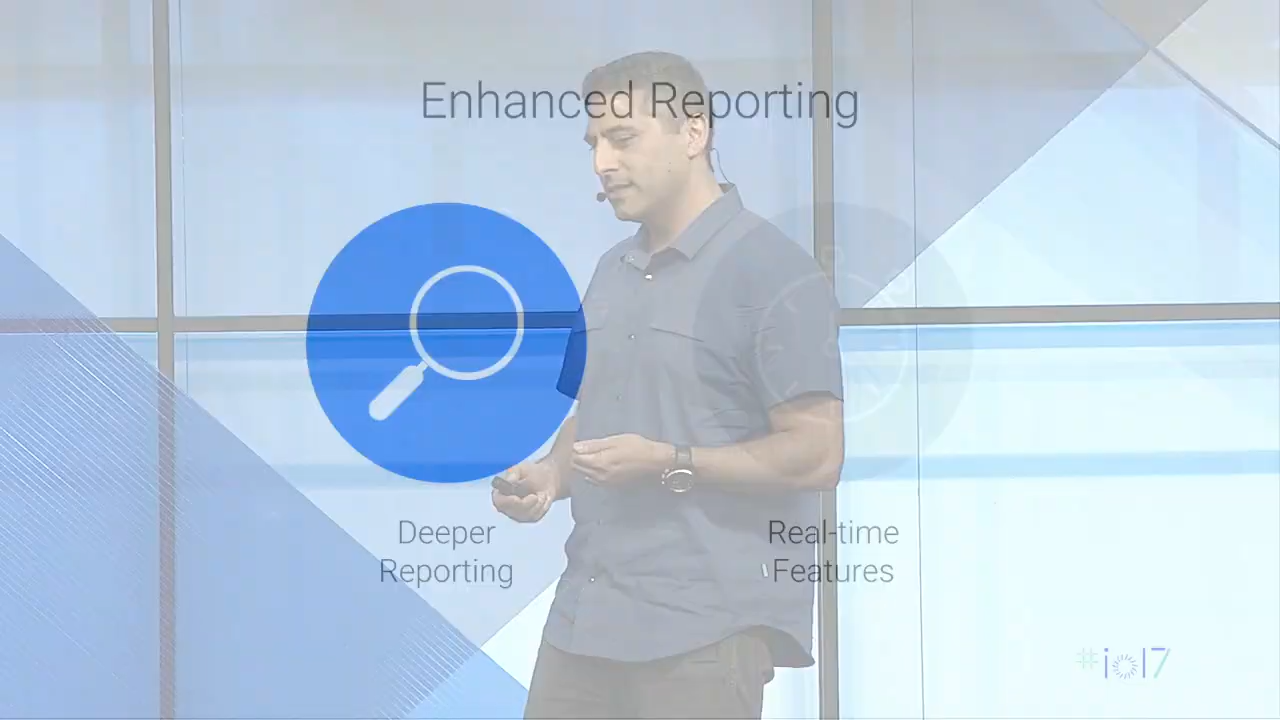 Enhanced Reporting
Deeper
Reporting
Real-time
Features
#io17